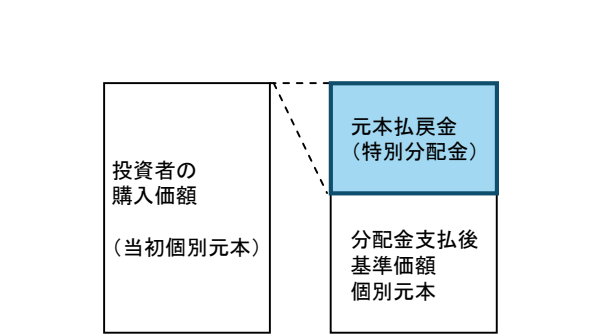 投資者の
購入価額
（当初個別元本）
元本払戻金
（特別分配金）
分配金支払後
基準価額
個別元本